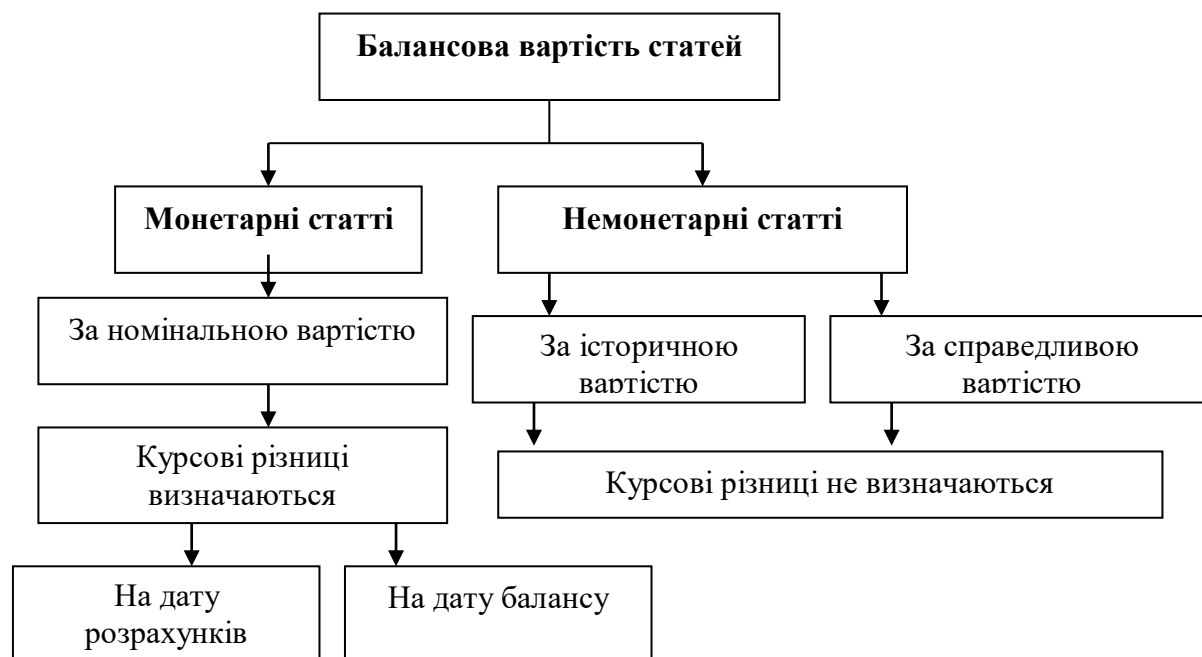 Балансова вартість статей
Монетарні статті
Немонетарні статті
За номінальною вартістю
За історичною
вартістю
За справедливою
вартістю
Курсові різниці
визначаються
Курсові різниці не визначаються
На дату
розрахунків
На дату балансу